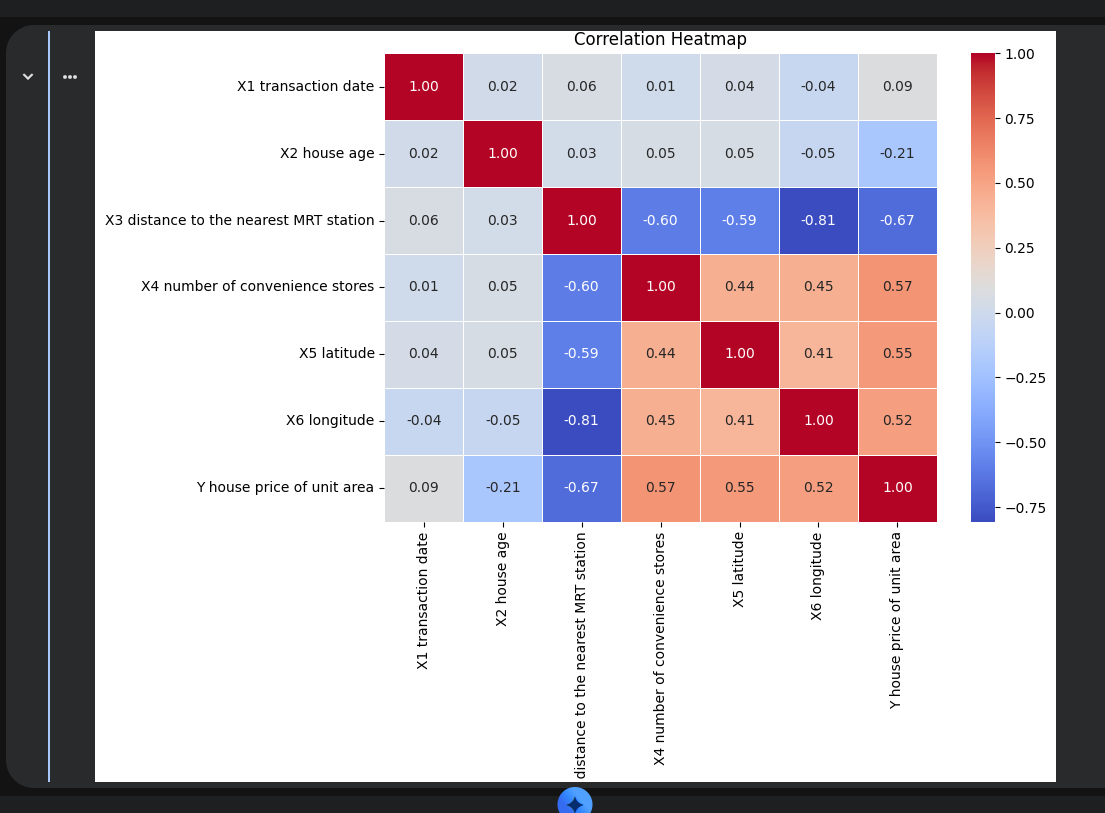 Correlation Heatmap
X1 transaction date 1.00 0.02 0.06 0.01 0.04 -0.04 0.09
X2 house age 0.02 1.00 0.03 0.05 0.05 -0.05 -0.21
X3 distance to the nearest MRT station 0.06 0.03 1.00 -0.60 -0.59 -0.81 -0.67
X4 number of convenience stores 0.01 0.05 -0.60 1.00 0.44 0.45 0.57
X5 latitude 0.04 0.05 -0.59 0.44 1.00 0.41 0.55
X6 longitude -0.04 -0.05 -0.81 0.45 0.41 1.00 0.52
Y house price of unit area 0.09 -0.21 -0.67 0.57 0.55 0.52 1.00
X1 transaction date
X2 house age
distance to the nearest MRT station
X4 number of convenience stores
X5 latitude
X6 longitude
Y house price of unit area
1.00
0.75
0.50
0.25
0.00
−0.25
−0.50
−0.75